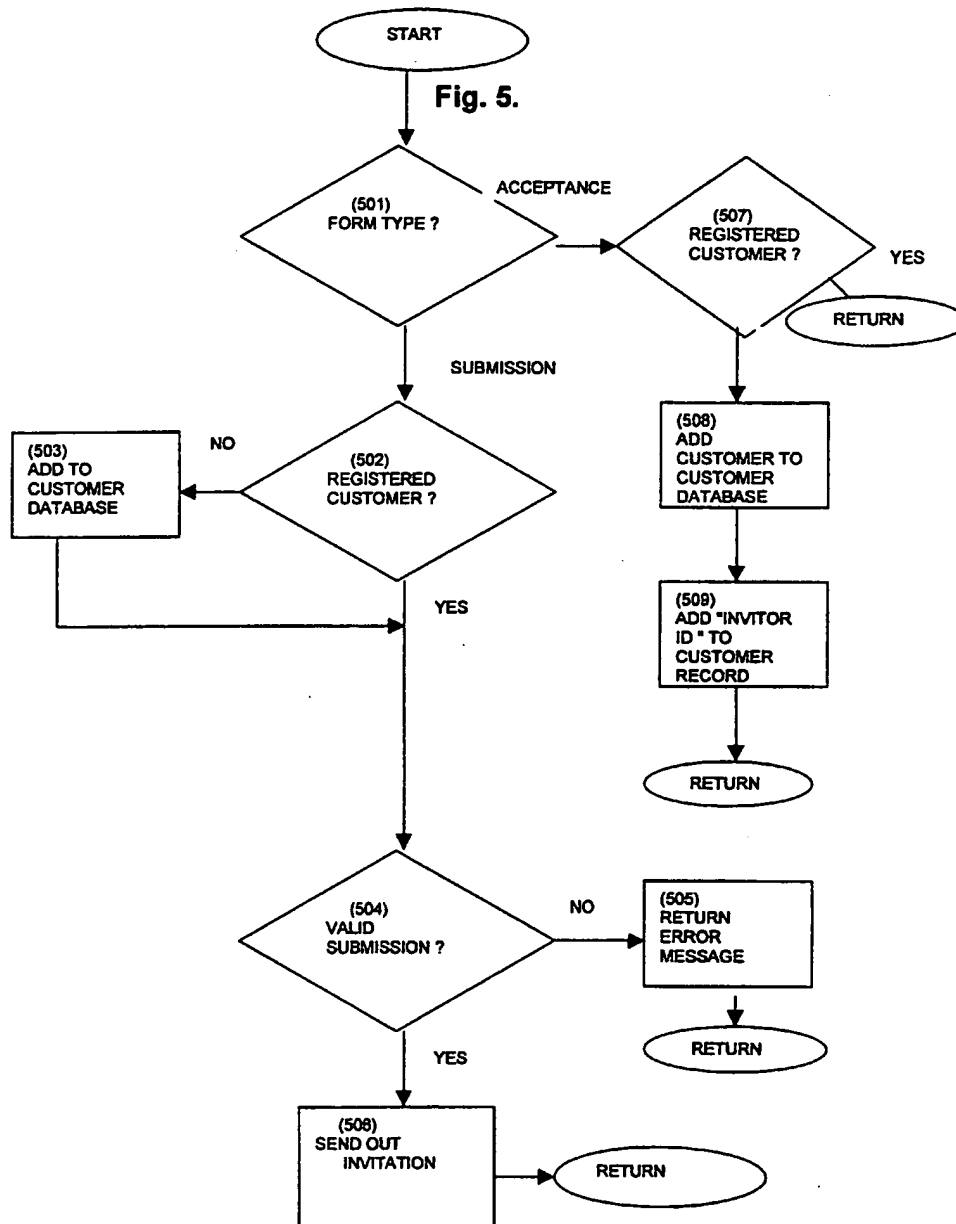 START
Fig. 5.
ACCEPTANCE
(501)
FORM TYPE ?
(507)
REGISTERED
CUSTOMER ?
YES
RETURN
SUBMISSION
(508)
ADD
CUSTOMER TO
CUSTOMER
DATABASE
NO
(503)
ADD TO
CUSTOMER
DATABASE
(502)
REGISTERED
CUSTOMER ?
YES
(509)
ADD "INVITOR
ID " TO
CUSTOMER
RECORD
RETURN
(504)
VALID
SUBMISSION ?
NO
(505)
RETURN
ERROR
MESSAGE
RETURN
YES
(506)
SEND OUT
INVITATION
RETURN